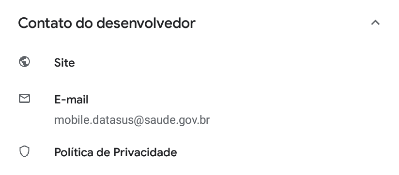 Contato do desenvolvedor
Site
E-mail
mobile.datasus@saude.gov.br
Política de Privacidade